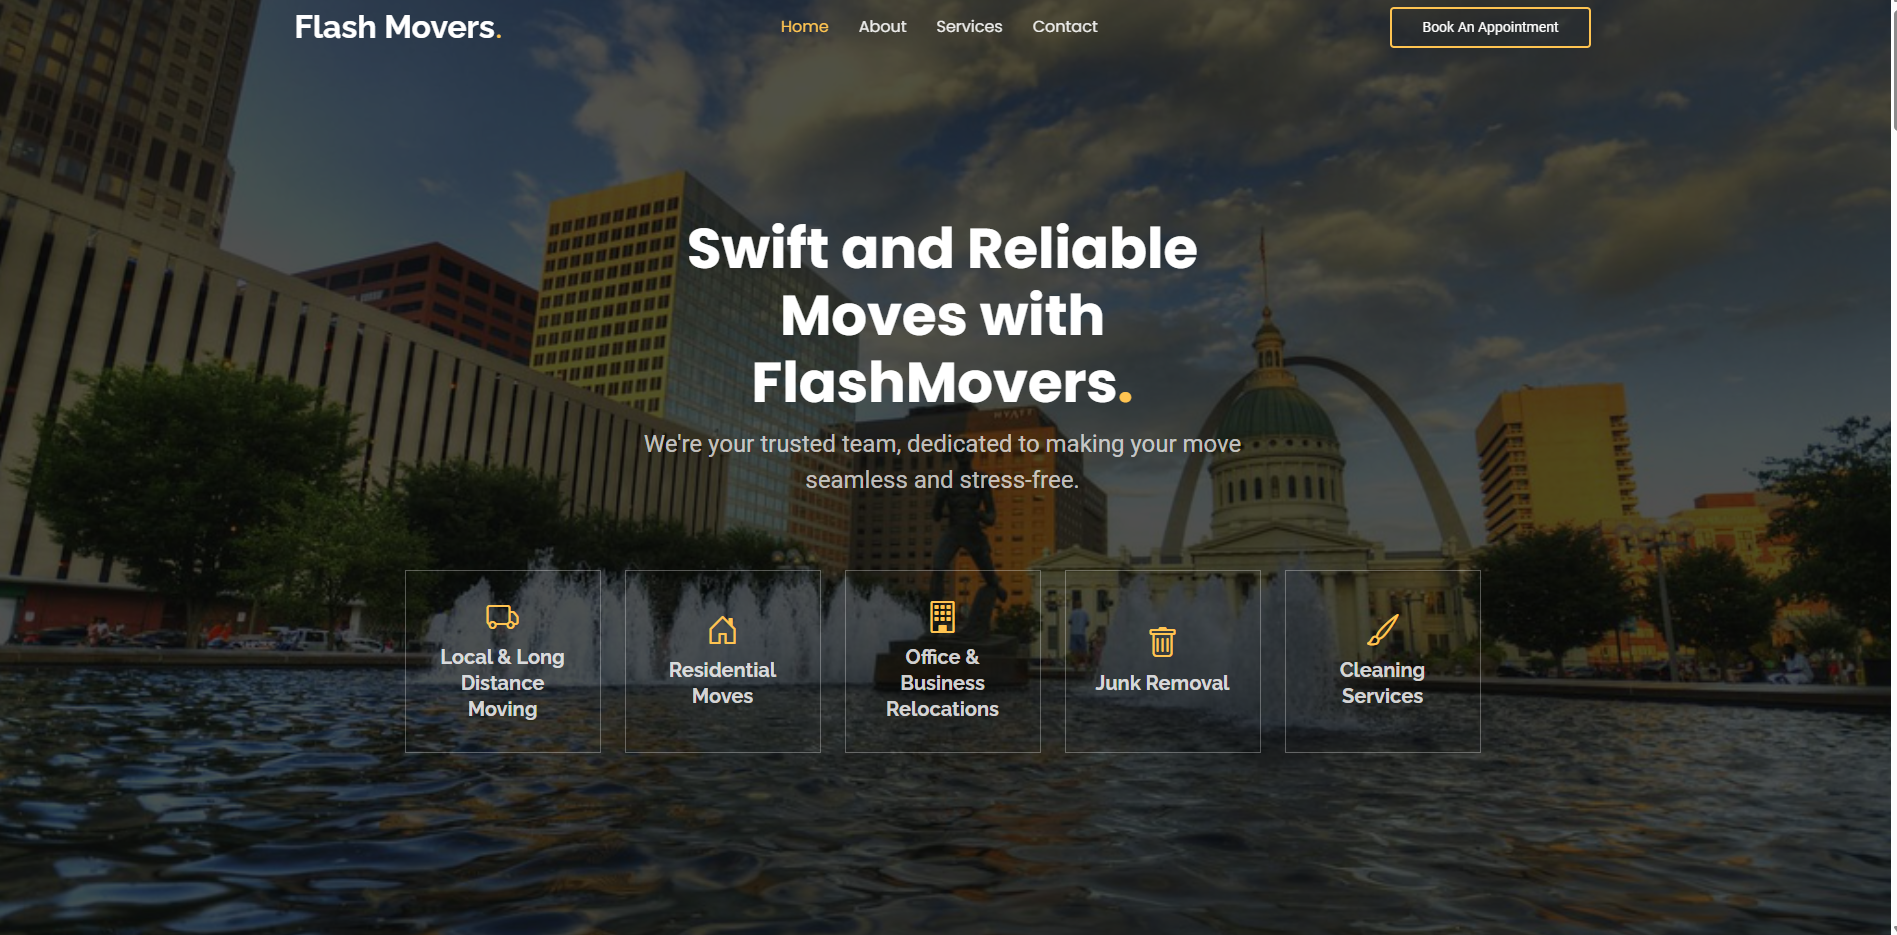 Flash Movers.
Home
About
Services
Contact
Book An Appointment
Swift and Reliable
Moves with
FlashMovers.
We're your trusted team, dedicated to making your move
seamless and stress-free.
HYATT
Local & Long
Distance
Moving
Residential
Moves
Office &
Business
Relocations
Junk Removal
Cleaning
Services